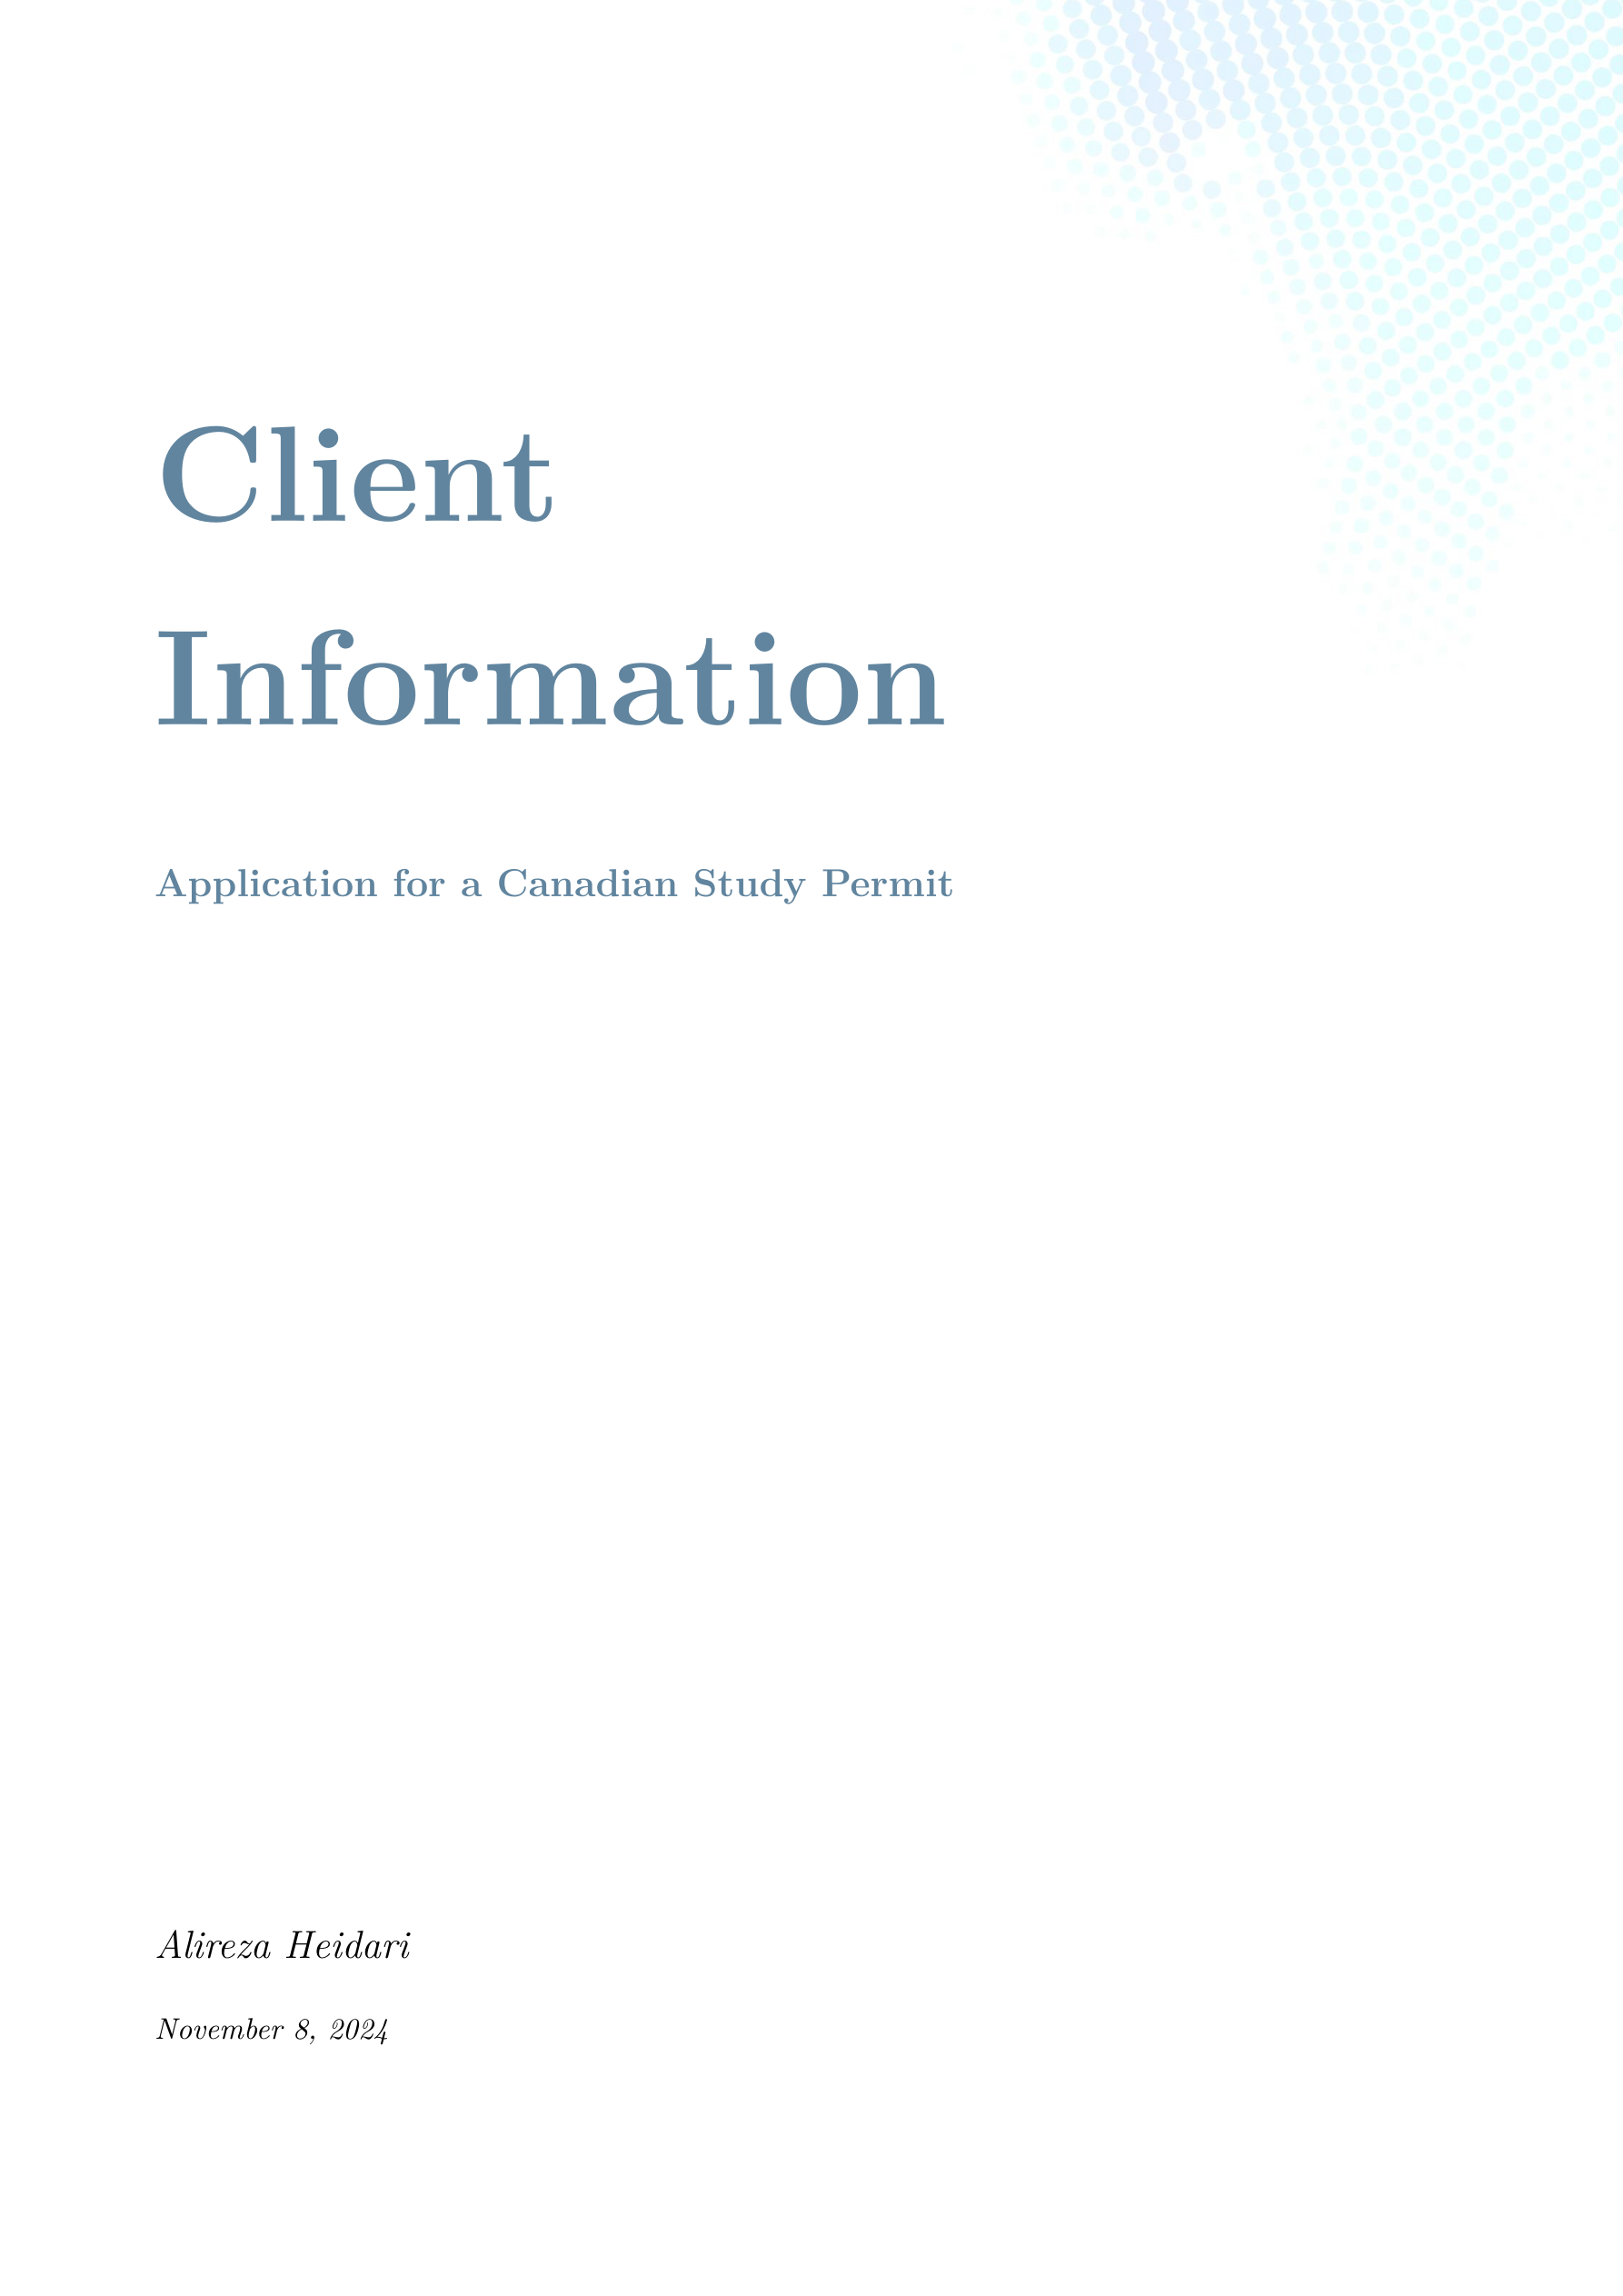 Client
Information
Application for a Canadian Study Permit
Alireza Heidari
November 8, 2024